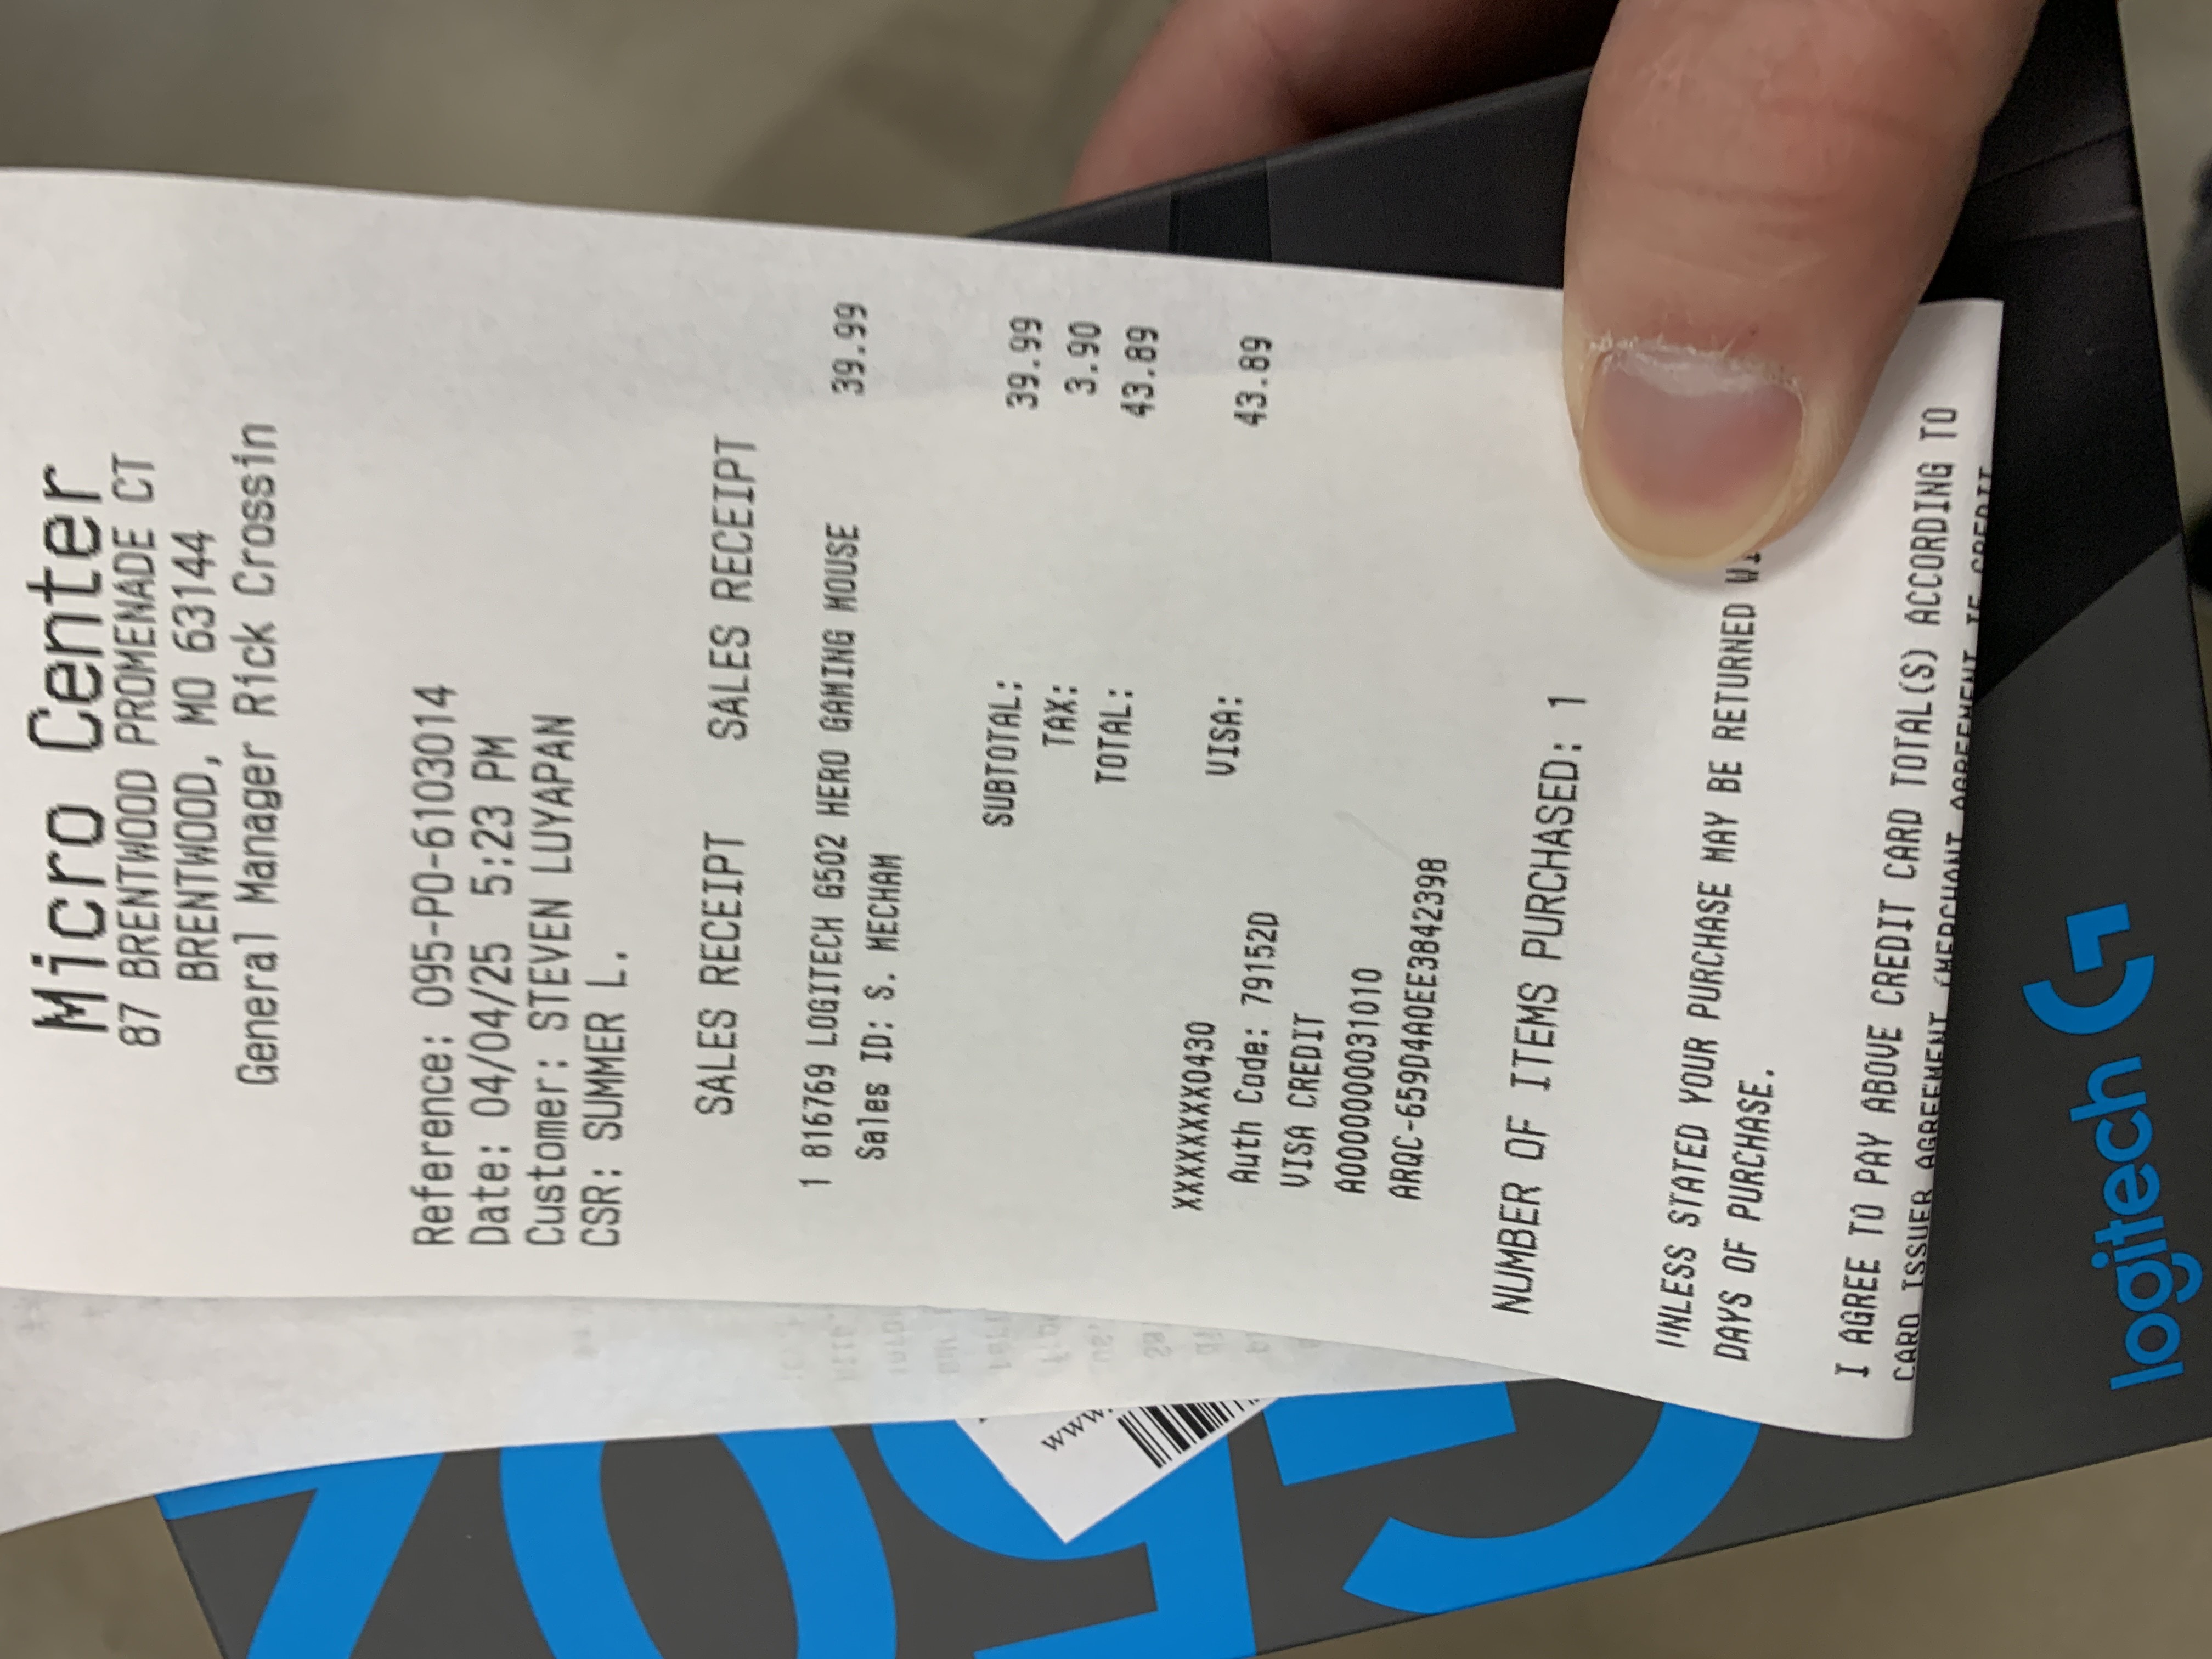 Micro Center
87 BRENTWOOD PROMENADE CT
BRENTWOOD, MO 63144
General Manager Rick Crossin
Reference: 095-PO-6103014
Date: 04/04/25 5:23 PM
Customer: STEVEN LUYAPAN
CSR: SUMMER L.
SALES RECEIPT SALES RECEIPT
1 816769 LOGITECH G502 HERO GAMING MOUSE 39.99
Sales ID: S. MECHAM
SUBTOTAL: 39.99
TAX: 3.90
TOTAL: 43.89
XXXXXXXX0430 VISA: 43.89
Auth Code: 79152D
VISA CREDIT
A0000000031010
ARQC-659D4A0EE3842398
NUMBER OF ITEMS PURCHASED: 1
UNLESS STATED YOUR PURCHASE MAY BE RETURNED
DAYS OF PURCHASE.
I AGREE TO PAY ABOVE CREDIT CARD TOTAL(S) ACCORDING TO
CARD ISSUER AGREEMENT (MERCHANT AGREEMENT IF CREDIT
G502
www.
logitech G